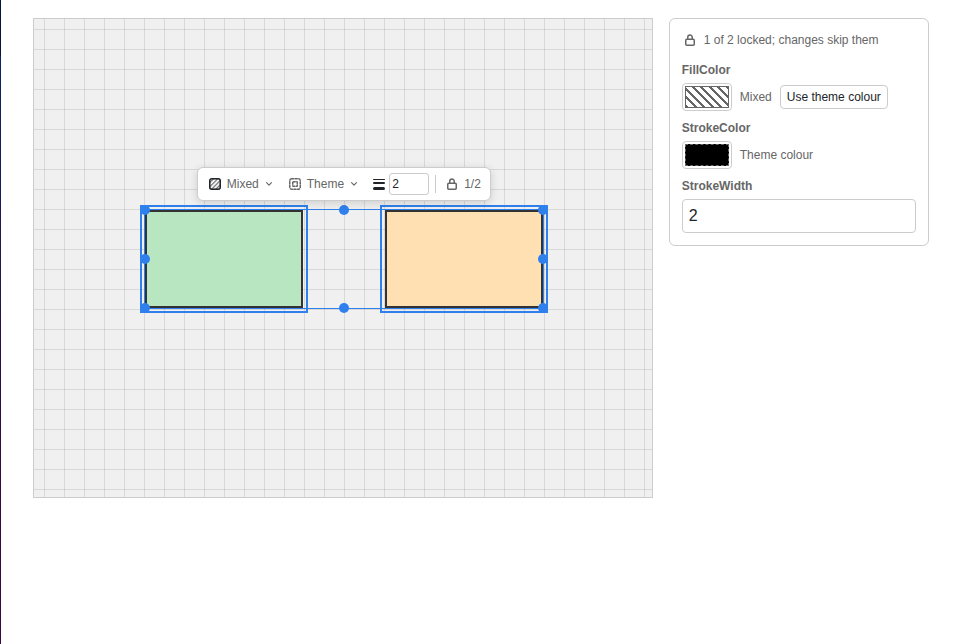 1 of 2 locked; changes skip them
FillColor
Mixed Use theme colour
StrokeColor
Theme colour
StrokeWidth
2
Mixed Theme 2 1/2